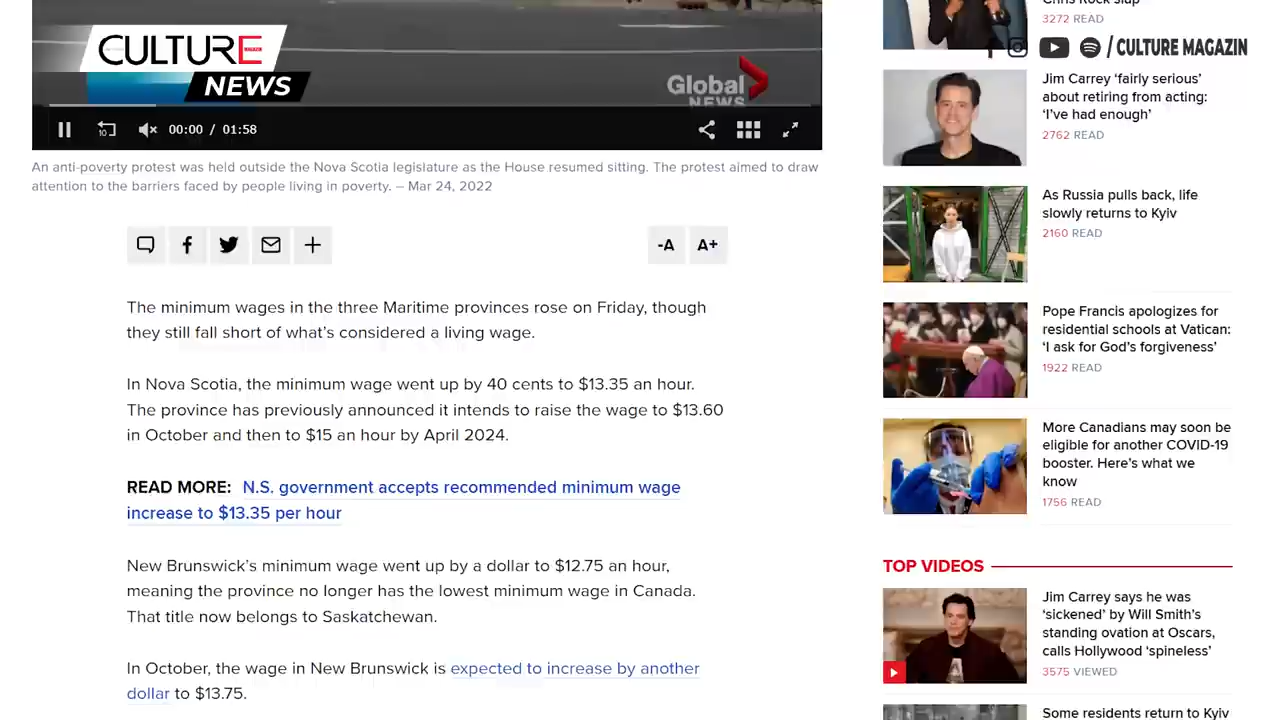 CULTURE
NEWS
Global
NEWS
10
00:00 / 01:58
An anti-poverty protest was held outside the Nova Scotia legislature as the House resumed sitting. The protest aimed to draw
attention to the barriers faced by people living in poverty. – Mar 24, 2022
-A
A+
The minimum wages in the three Maritime provinces rose on Friday, though
they still fall short of what's considered a living wage.
In Nova Scotia, the minimum wage went up by 40 cents to $13.35 an hour.
The province has previously announced it intends to raise the wage to $13.60
in October and then to $15 an hour by April 2024.
READ MORE: N.S. government accepts recommended minimum wage
increase to $13.35 per hour
New Brunswick's minimum wage went up by a dollar to $12.75 an hour,
meaning the province no longer has the lowest minimum wage in Canada.
That title now belongs to Saskatchewan.
In October, the wage in New Brunswick is expected to increase by another
dollar to $13.75.
Chris Rock slap
3272 READ
/ CULTURE MAGAZIN
Jim Carrey ‘fairly serious’
about retiring from acting:
‘I’ve had enough’
2762 READ
As Russia pulls back, life
slowly returns to Kyiv
2160 READ
Pope Francis apologizes for
residential schools at Vatican:
‘I ask for God’s forgiveness’
1922 READ
More Canadians may soon be
eligible for another COVID-19
booster. Here’s what we
know
1756 READ
TOP VIDEOS
Jim Carrey says he was
‘sickened’ by Will Smith’s
standing ovation at Oscars,
calls Hollywood ‘spineless’
3575 VIEWED
Some residents return to Kyiv